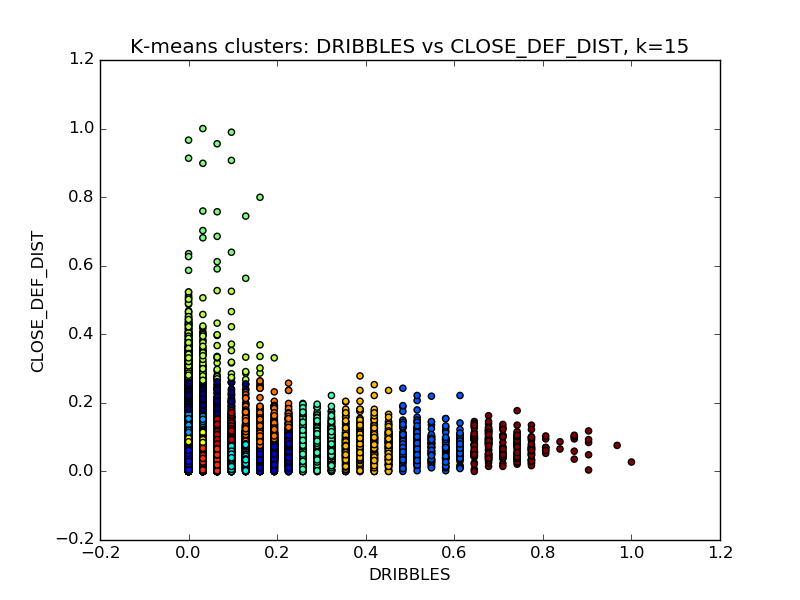 K-means clusters: DRIBBLES vs CLOSE_DEF_DIST, k=15
1.2
1.0
0.8
0.6
0.4
0.2
0.0
−0.2
CLOSE_DEF_DIST
−0.2 0.0 0.2 0.4 0.6 0.8 1.0 1.2
DRIBBLES